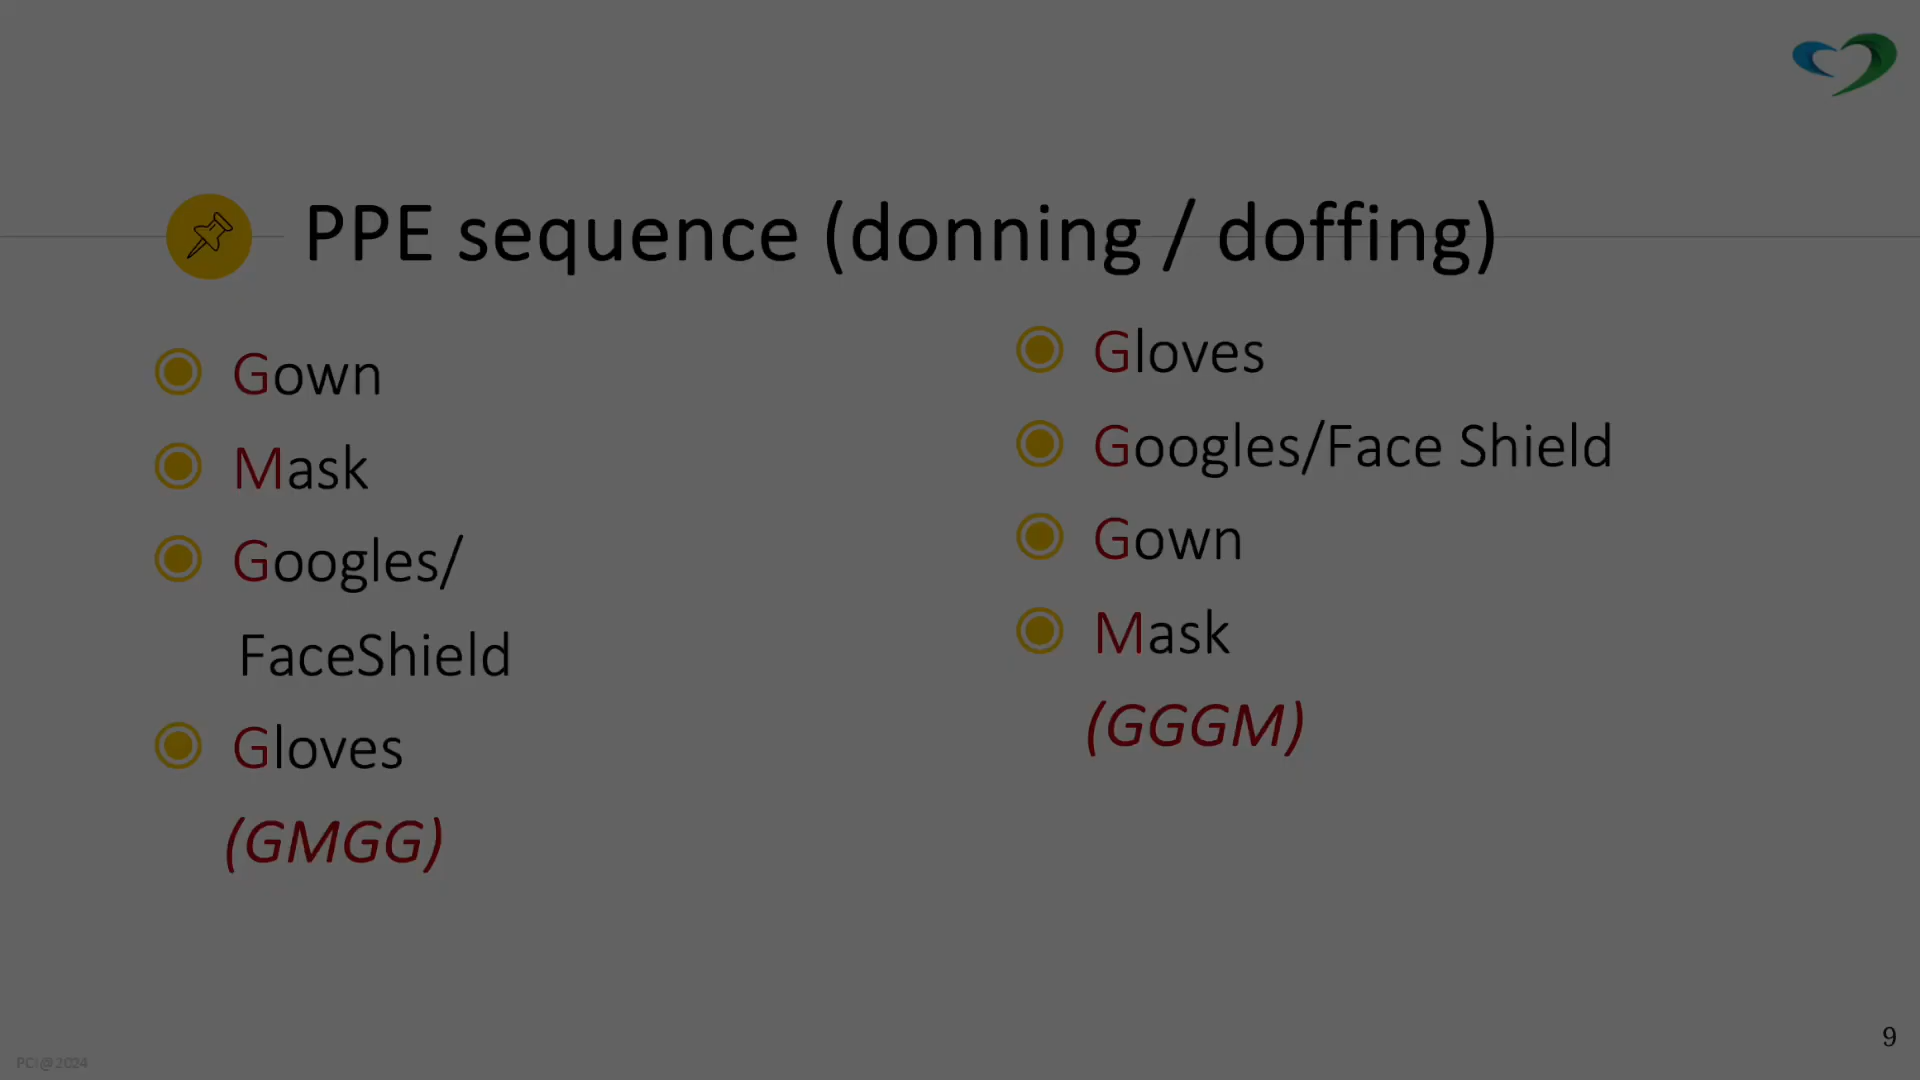 PPE sequence (donning / doffing)
Gown
Mask
Googles/
FaceShield
Gloves
(GMGG)
Gloves
Googles/Face Shield
Gown
Mask
(GGGM)
9
PCI@2024